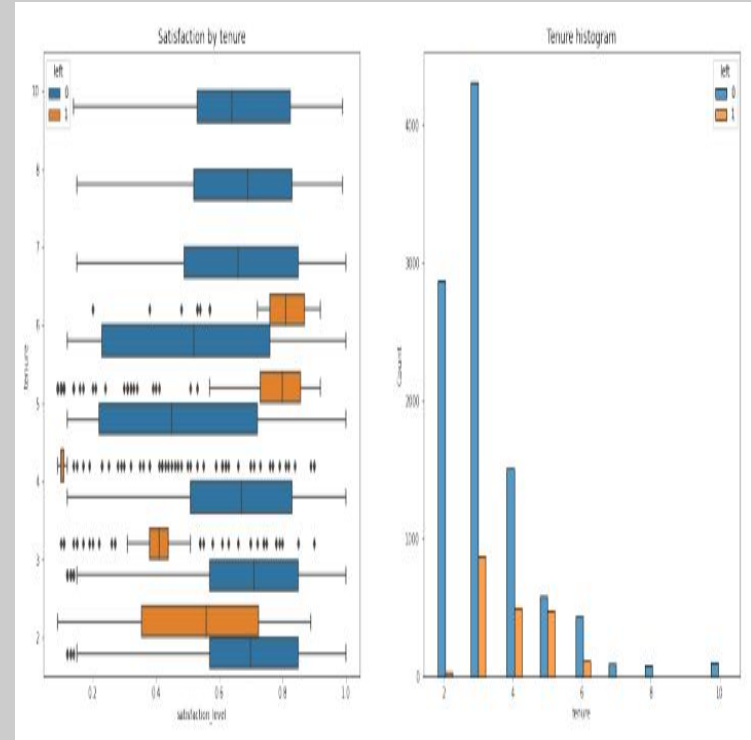 Satisfaction by tenure
left
0
1
10
8
7
6
5
4
3
2
tenure
0.2 0.4 0.6 0.8 1.0
satisfaction_level
Tenure histogram
left
0
1
4000
3000
2000
1000
0
Count
2 4 6 8 10
tenure